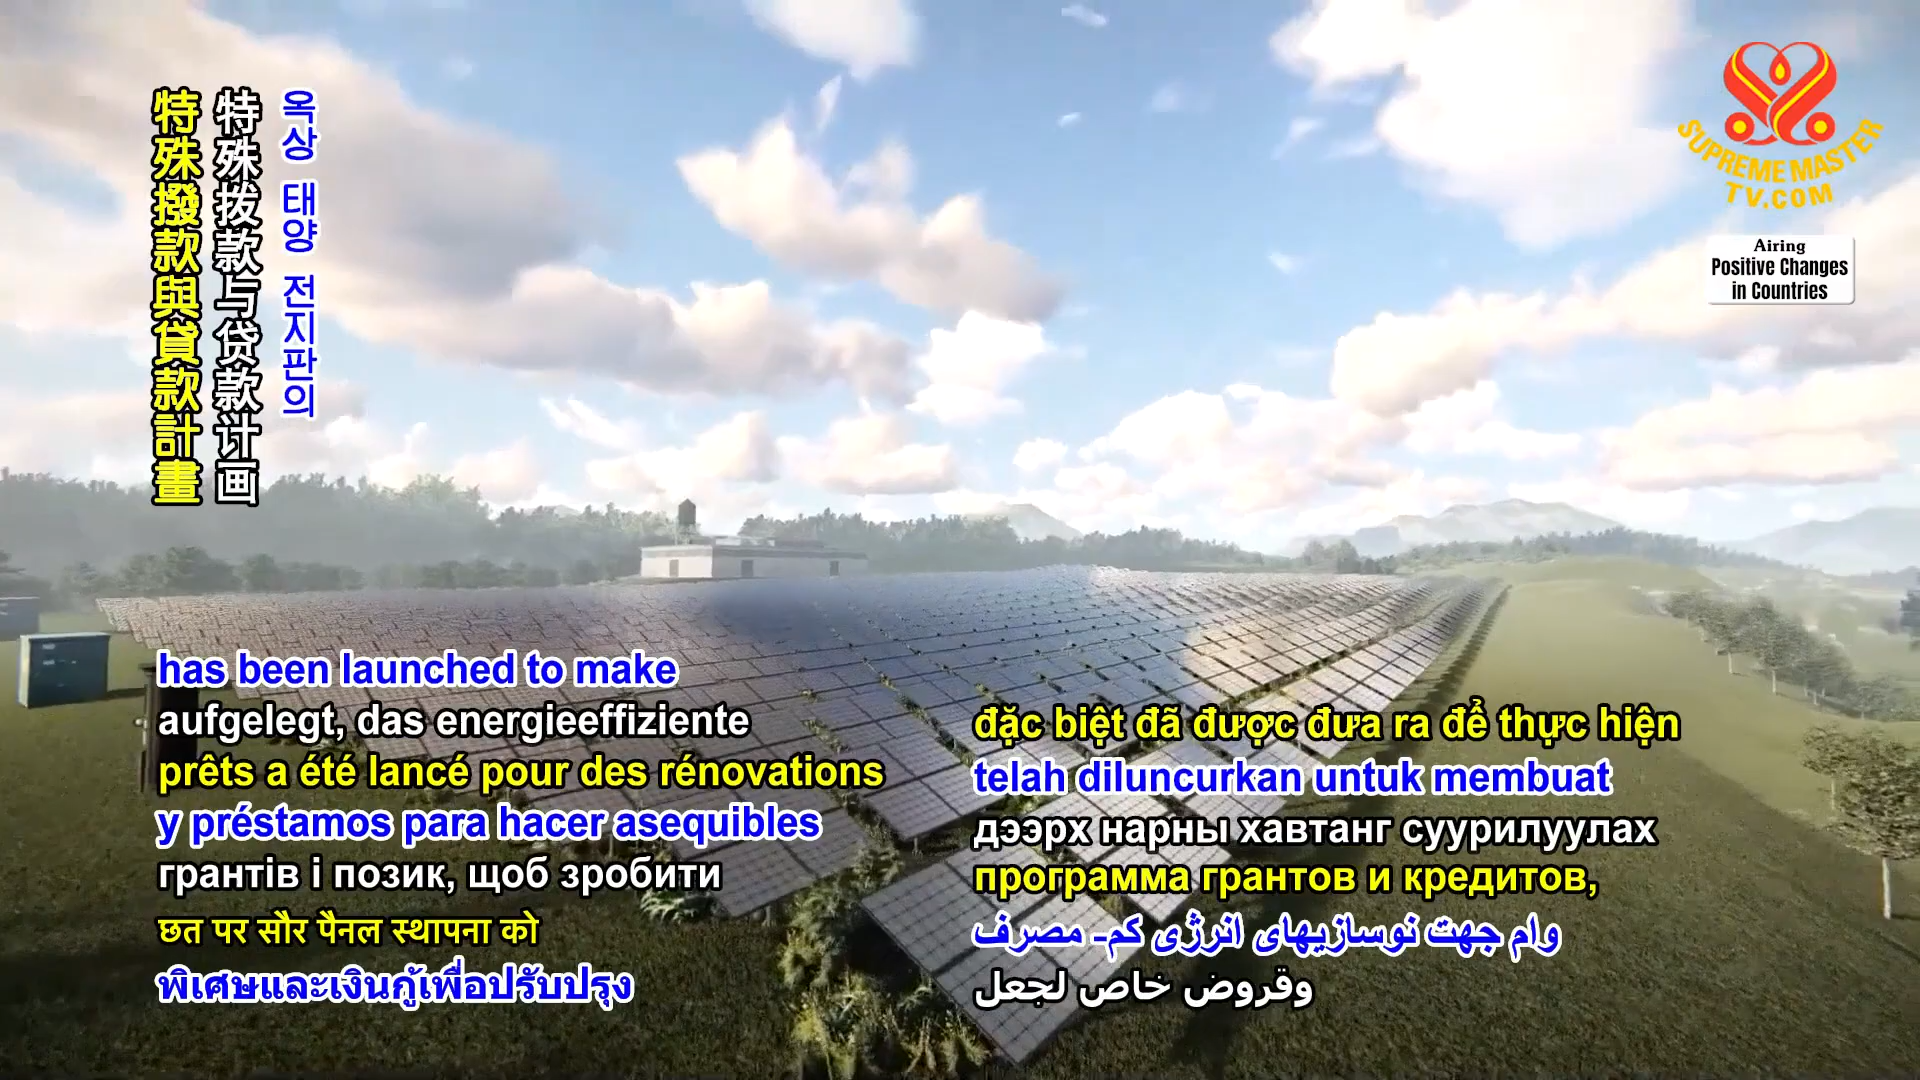 特殊撥款與貸款計畫
特殊拨款与贷款计画
옥상 태양 전지판의
SUPREME MASTER
TV.COM
Airing
Positive Changes
in Countries
has been launched to make
aufgelegt, das energieeffiziente
prêts a été lancé pour des rénovations
y préstamos para hacer asequibles
грантів і позик, щоб зробити
छत पर सौर पैनल स्थापना को
พิเศษและเงินกู้เพื่อปรับปรุง
đặc biệt đã được đưa ra để thực hiện
telah diluncurkan untuk membuat
дээрх нарны хавтанг суурилуулах
программа грантов и кредитов,
وام جهت نوسازیهای انرژی کم- مصرف
وقروض خاص لجعل